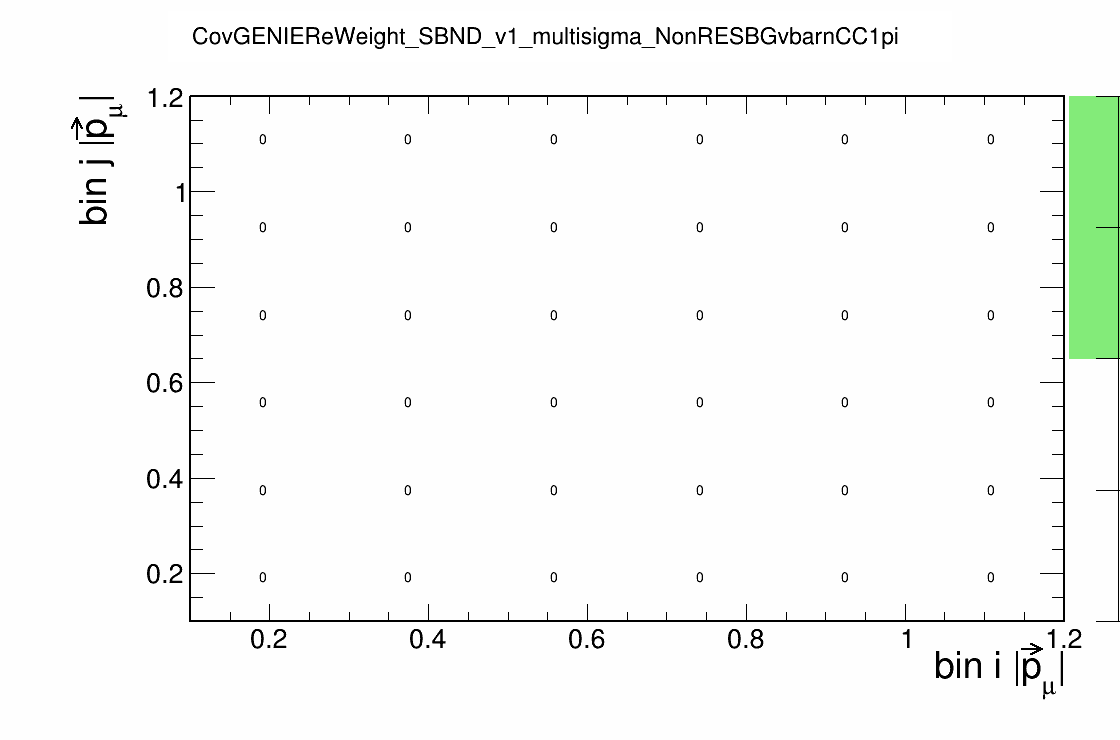 CovGENIEReWeight_SBND_v1_multisigma_NonRESBGvbarnCC1pi
bin j |p⃗_μ|
1.2
0 0 0 0 0 0
1
0 0 0 0 0 0
0.8
0 0 0 0 0 0
0.6
0 0 0 0 0 0
0.4
0 0 0 0 0 0
0.2
0 0 0 0 0 0
0.2 0.4 0.6 0.8 1 1.2
bin i |p⃗_μ|